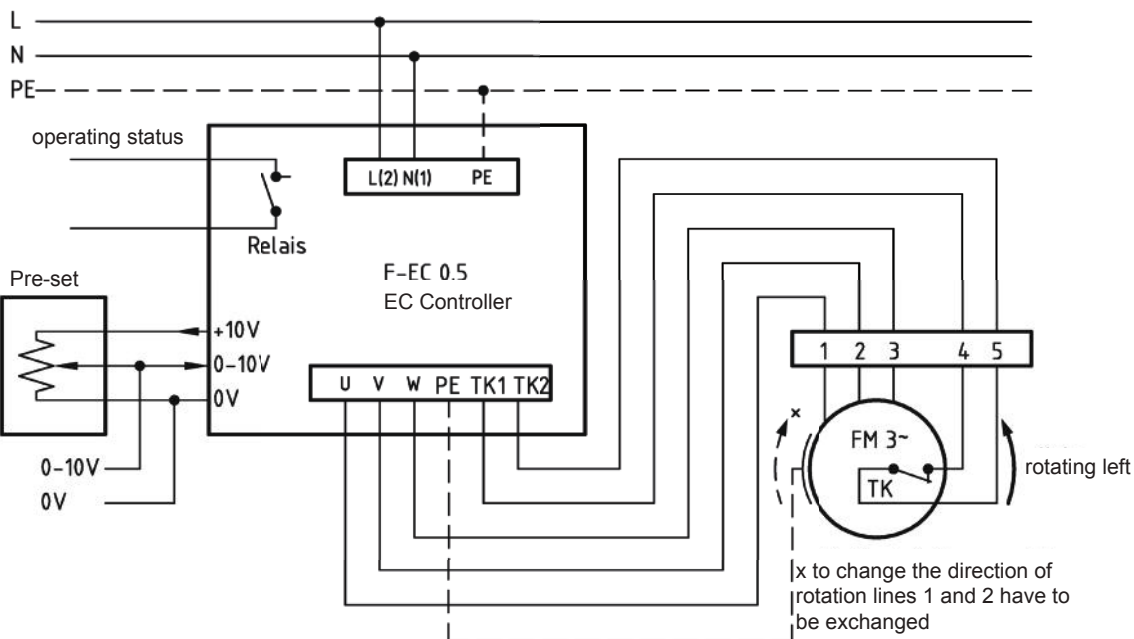 L
N
PE
operating status
L(2) N(1) PE
Relais
F-EC 0.5
EC Controller
Pre-set
+10V
0-10V
0V
U V W PE TK1 TK2
0-10V
0V
1 2 3 4 5
x
FM 3~
TK
rotating left
x to change the direction of
rotation lines 1 and 2 have to
be exchanged